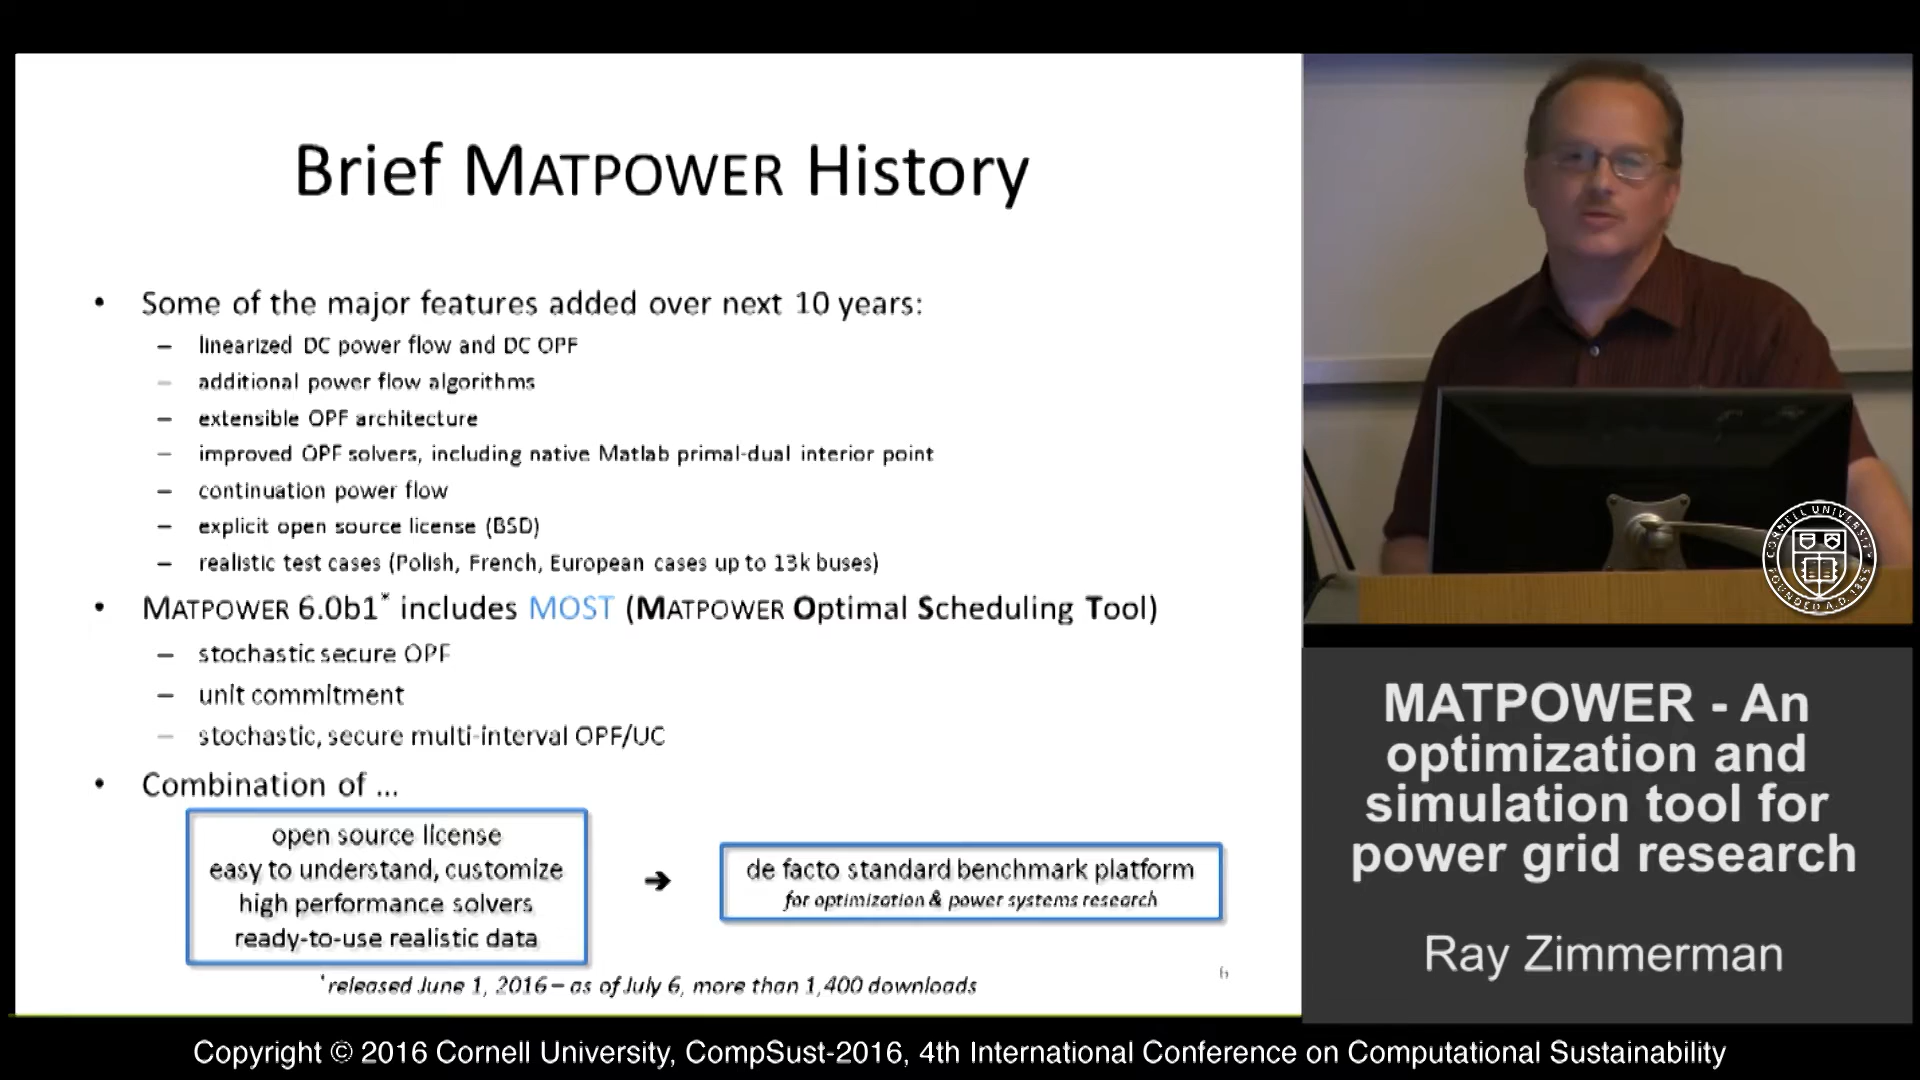 Brief MATPOWER History
• Some of the major features added over next 10 years:
– linearized DC power flow and DC OPF
– additional power flow algorithms
– extensible OPF architecture
– improved OPF solvers, including native Matlab primal-dual interior point
– continuation power flow
– explicit open source license (BSD)
– realistic test cases (Polish, French, European cases up to 13k buses)
• MATPOWER 6.0b1* includes MOST (MATPOWER Optimal Scheduling Tool)
– stochastic secure OPF
– unit commitment
– stochastic, secure multi-interval OPF/UC
• Combination of ...
open source license
easy to understand, customize
high performance solvers
ready-to-use realistic data
➔
de facto standard benchmark platform
for optimization & power systems research
*released June 1, 2016 – as of July 6, more than 1,400 downloads
6
CORNELL UNIVERSITY
FOUNDED A.D. 1865
MATPOWER - An
optimization and
simulation tool for
power grid research
Ray Zimmerman
Copyright © 2016 Cornell University, CompSust-2016, 4th International Conference on Computational Sustainability